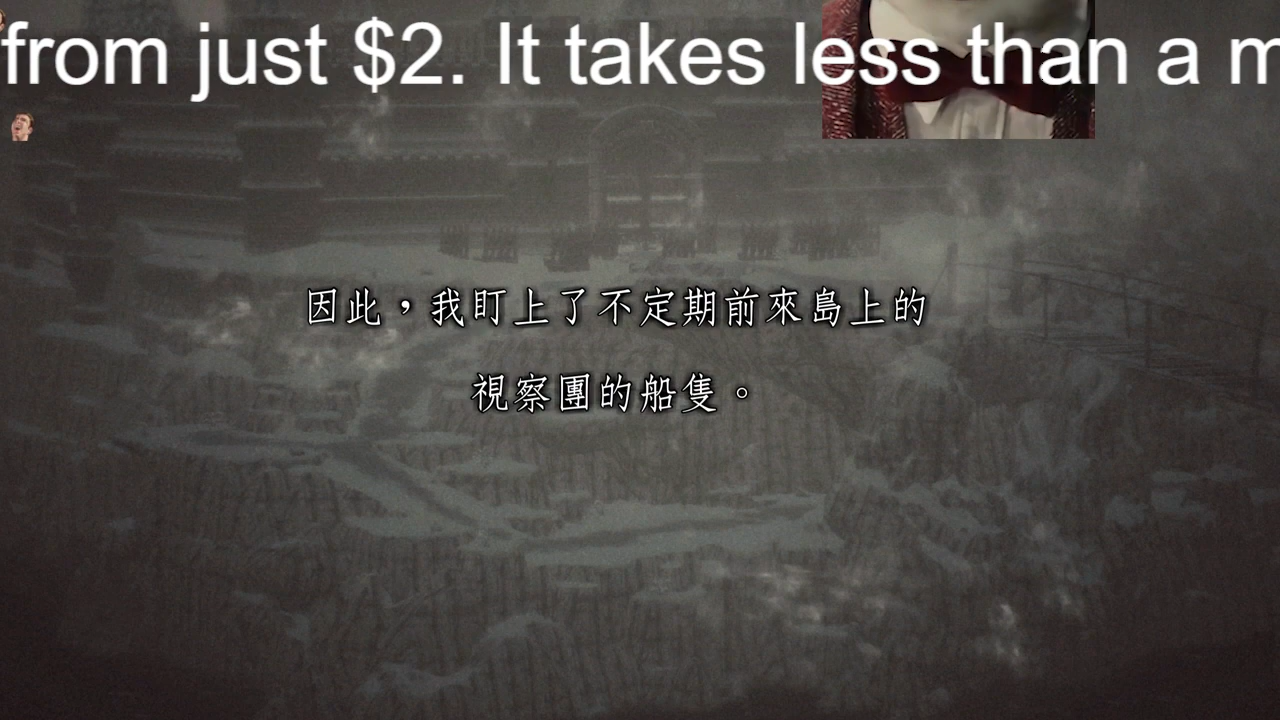 from just $2. It takes less than a m
因此，我盯上了不定期前來島上的
視察團的船隻。